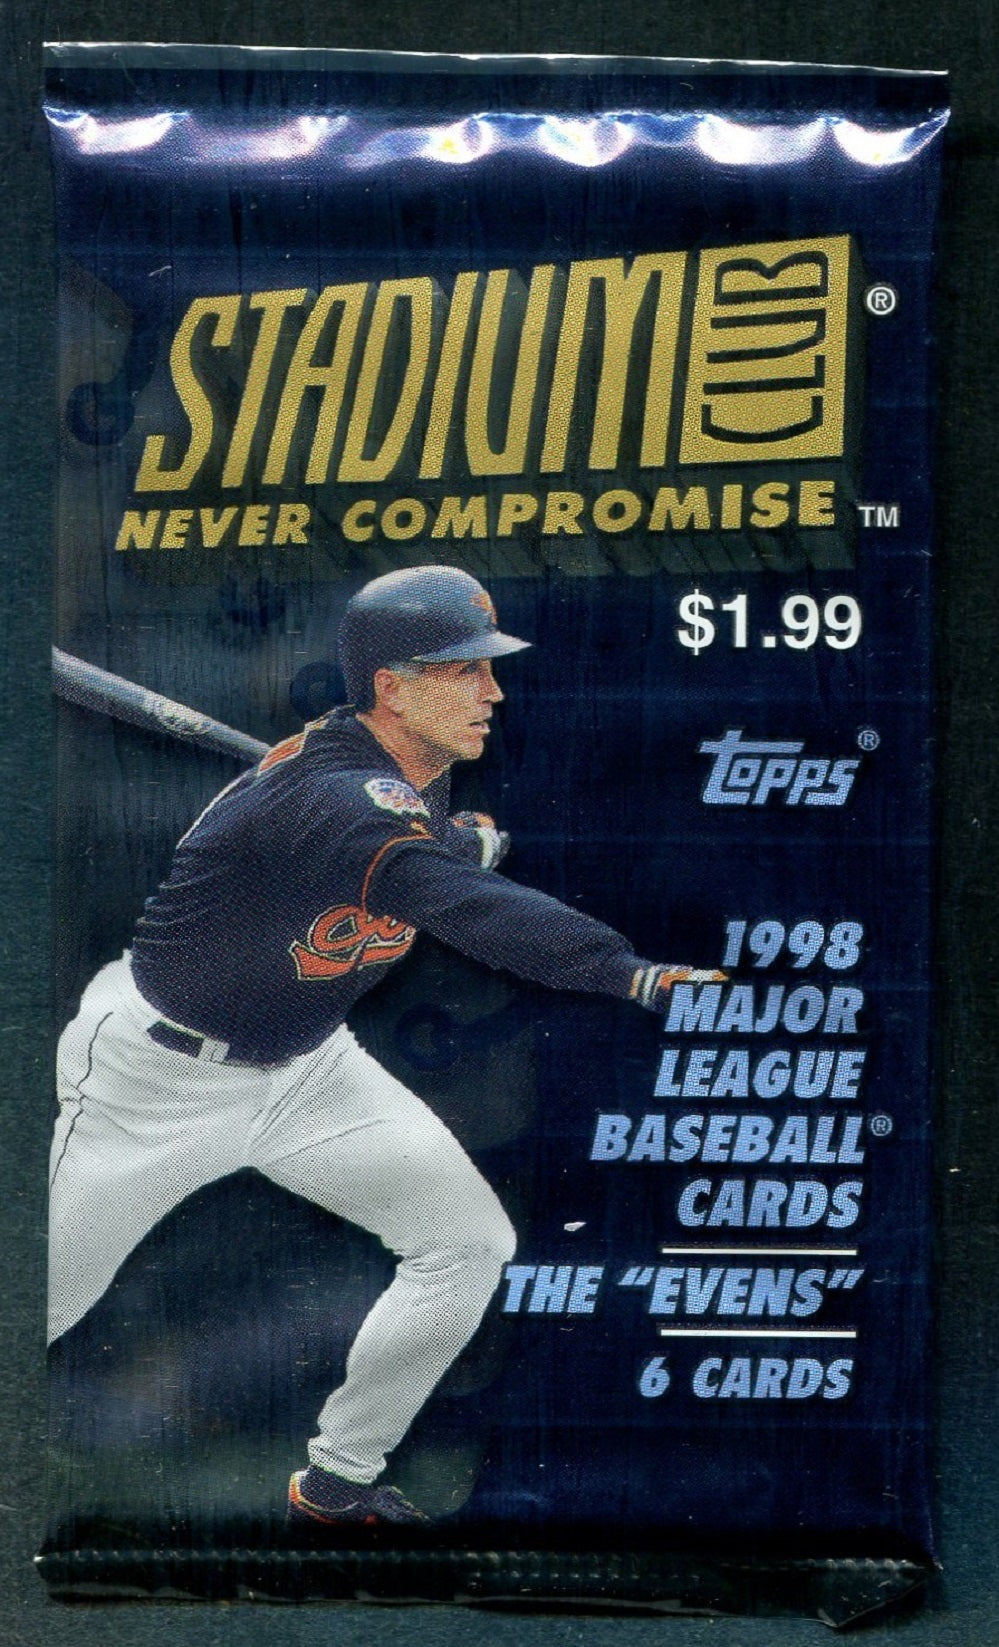 STADIUM CLUB®
NEVER COMPROMISE™
$1.99
topps®
1998
MAJOR
LEAGUE
BASEBALL®
CARDS
THE “EVENS”
6 CARDS